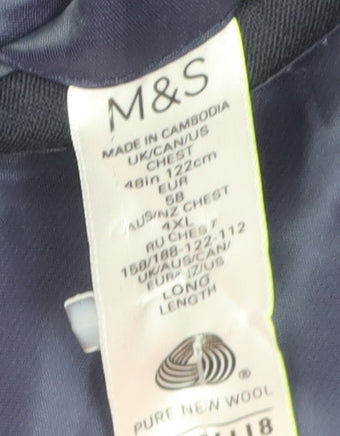 M&S
MADE IN CAMBODIA
UK/CAN/US
CHEST
48in 122cm
EUR
58
AUS/NZ CHEST
4XL
RU CHEST
158/188-122-112
UK/AUS/CAN/
EUR/NZ/US
LONG
LENGTH
®
PURE NEW WOOL